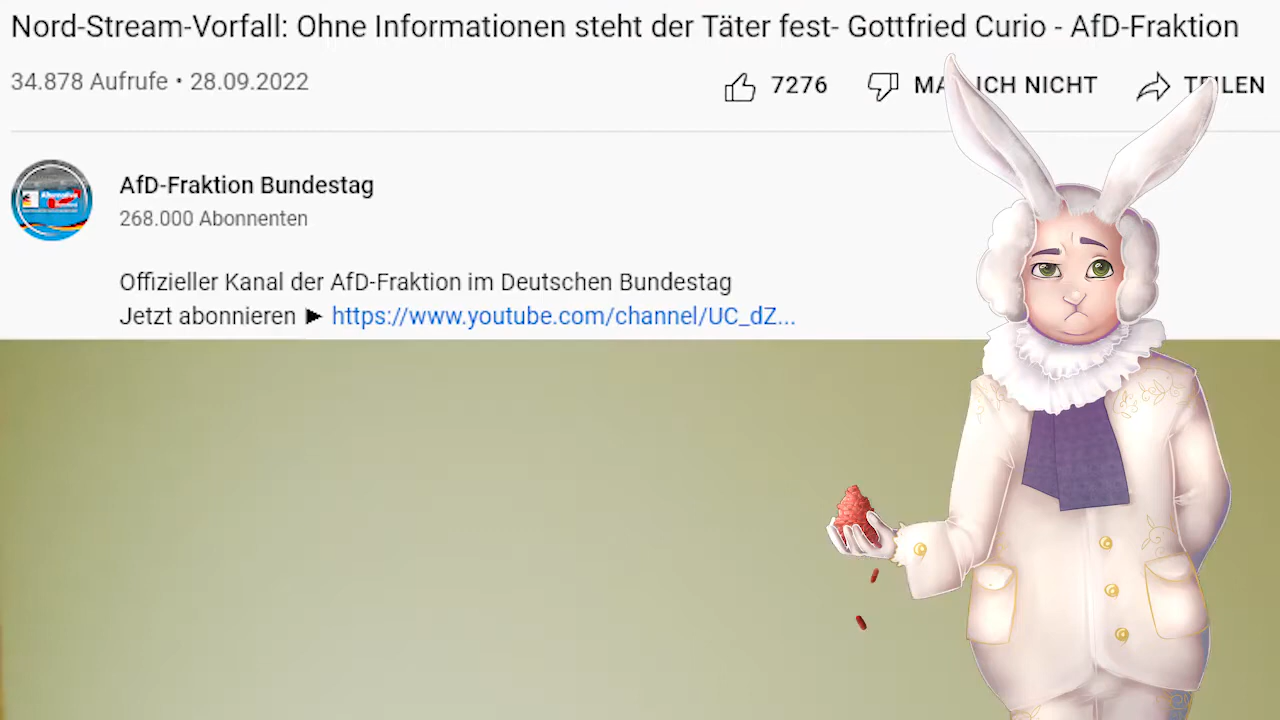 Nord-Stream-Vorfall: Ohne Informationen steht der Täter fest- Gottfried Curio - AfD-Fraktion
34.878 Aufrufe • 28.09.2022
7276
ICH NICHT
AfD-Fraktion Bundestag
268.000 Abonnenten
Offizieller Kanal der AfD-Fraktion im Deutschen Bundestag
Jetzt abonnieren ► https://www.youtube.com/channel/UC_dZ...